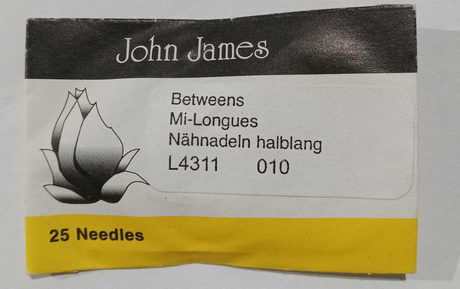 John James
Betweens
Mi-Longues
Nähnadeln halblang
L4311 010
25 Needles